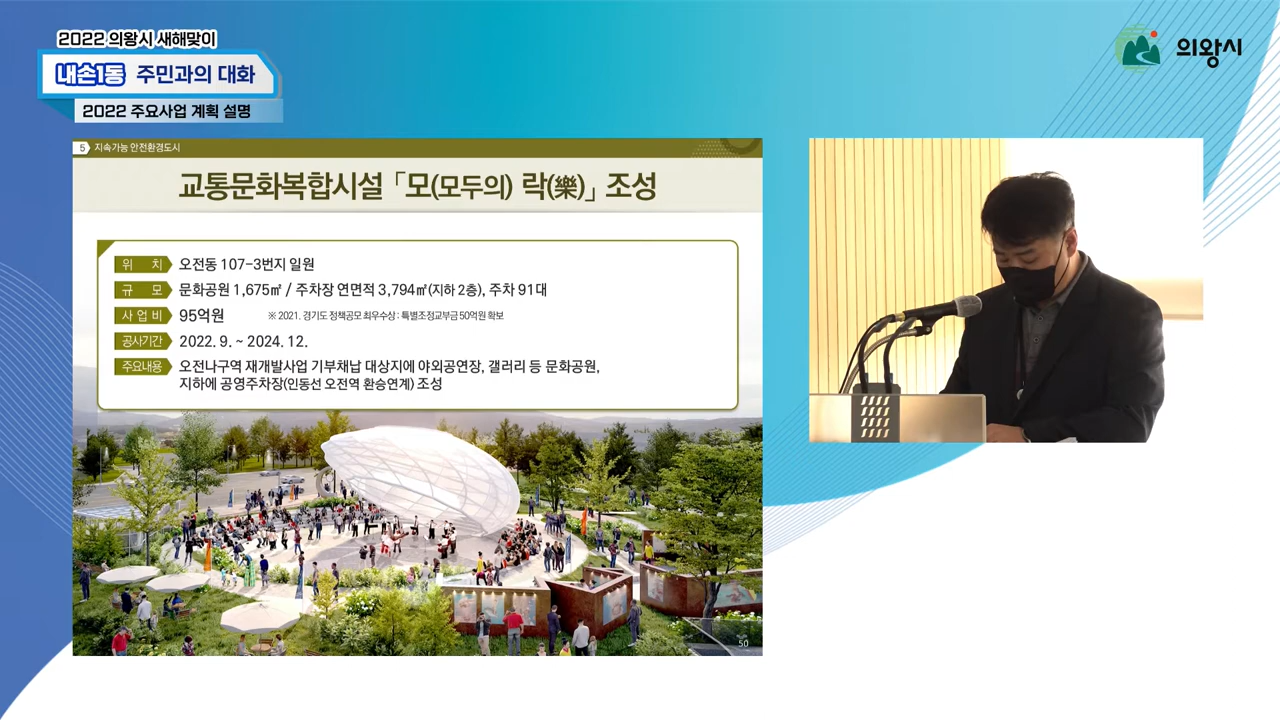 2022 의왕시 새해맞이
내손1동 주민과의 대화
2022 주요사업 계획 설명
의왕시
5 지속가능 안전환경도시
교통문화복합시설 「모(모두의) 락(樂)」 조성
위 치 오전동 107-3번지 일원
규 모 문화공원 1,675㎡ / 주차장 연면적 3,794㎡(지하 2층), 주차 91대
사 업 비 95억원 ※ 2021. 경기도 정책공모 최우수상 : 특별조정교부금 50억원 확보
공사기간 2022. 9. ~ 2024. 12.
주요내용 오전나구역 재개발사업 기부채납 대상지에 야외공연장, 갤러리 등 문화공원,
지하에 공영주차장(인동선 오전역 환승연계) 조성
50